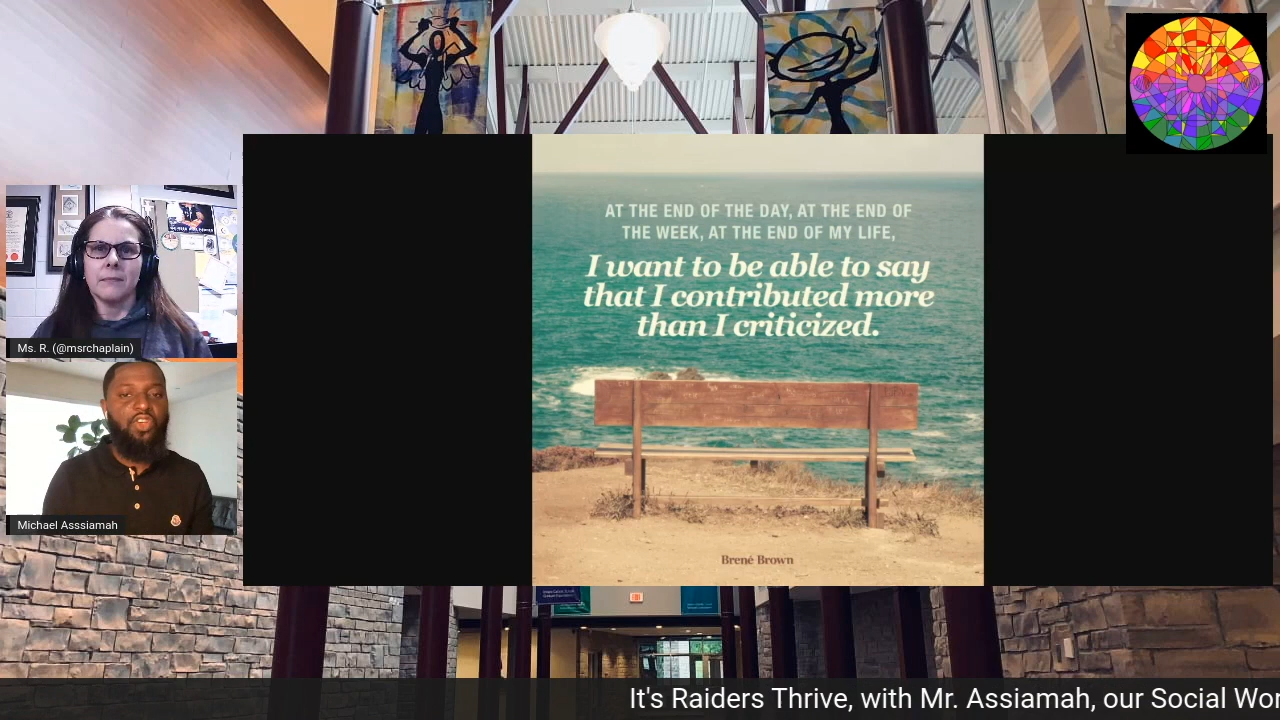 AT THE END OF THE DAY, AT THE END OF
THE WEEK, AT THE END OF MY LIFE,
I want to be able to say
that I contributed more
than I criticized.
Brené Brown
Ms. R. (@msrchaplain)
Michael Asssiamah
EXIT
It's Raiders Thrive, with Mr. Assiamah, our Social Wor